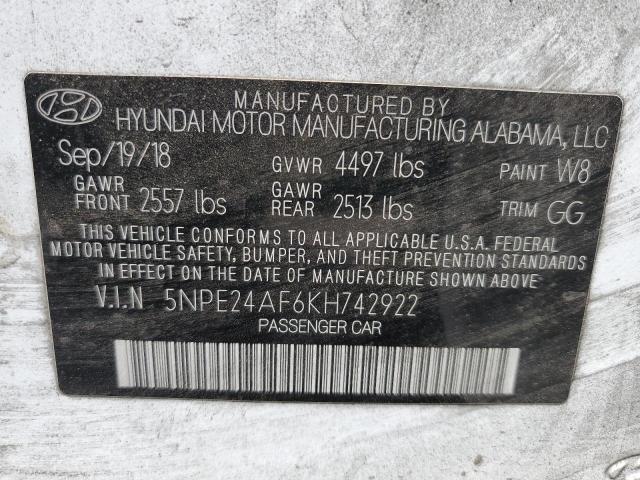 MANUFACTURED BY
HYUNDAI MOTOR MANUFACTURING ALABAMA, LLC
Sep/19/18 GVWR 4497 lbs PAINT W8
GAWR FRONT 2557 lbs GAWR REAR 2513 lbs TRIM GG
THIS VEHICLE CONFORMS TO ALL APPLICABLE U.S.A. FEDERAL
MOTOR VEHICLE SAFETY, BUMPER, AND THEFT PREVENTION STANDARDS
IN EFFECT ON THE DATE OF MANUFACTURE SHOWN ABOVE
V.I.N 5NPE24AF6KH742922
PASSENGER CAR